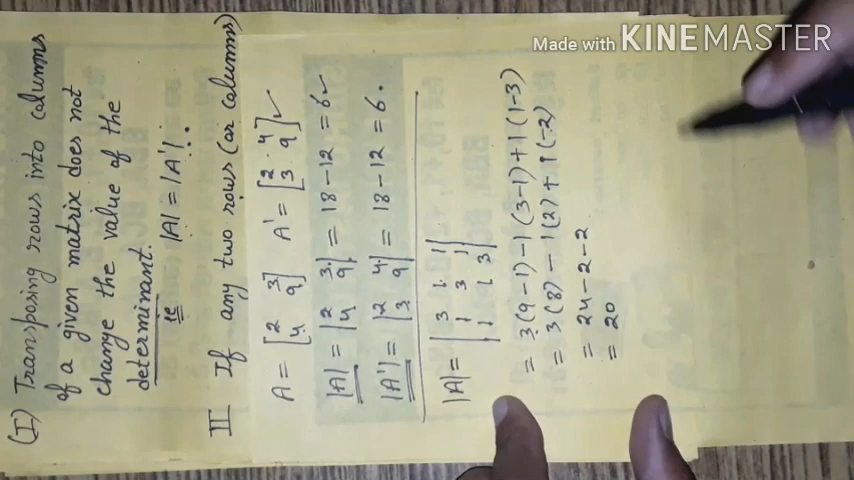 Made with KINEMASTER
(I) Transposing rows into columns
of a given matrix does not
change the value of the
determinant.
ie |A| = |A'|.
II If any two rows (or columns)
A = [2 3 A' = [2 4
4 9] 3 9] ✓
|A| = |2 3 = 18-12 = 6 ✓
4 9|
|A'| = |2 4 = 18-12 = 6.
3 9|
|A| = | 3 1 1 |
| 1 3 1 |
| 1 1 3 |
= 3(9-1) -1(3-1)+1(1-3)
= 3(8) - 1(2) + 1(-2)
= 24-2-2
= 20